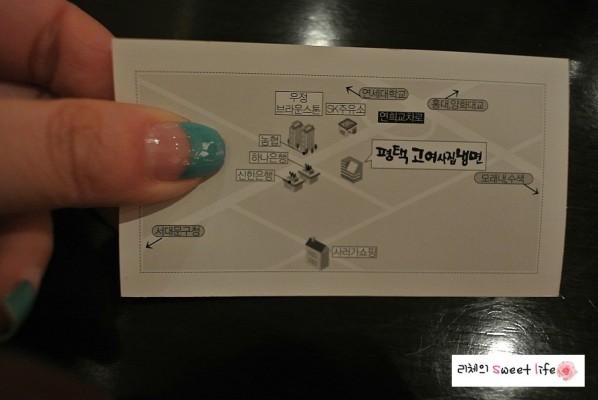 연세대학교
홍대,양화대교
우정
브라운스톤
SK주유소
연희교차로
농협
하나은행
신한은행
평택 고여사집냉면
모래내,수색
서대문구청
사러가쇼핑
리체의 sweet life